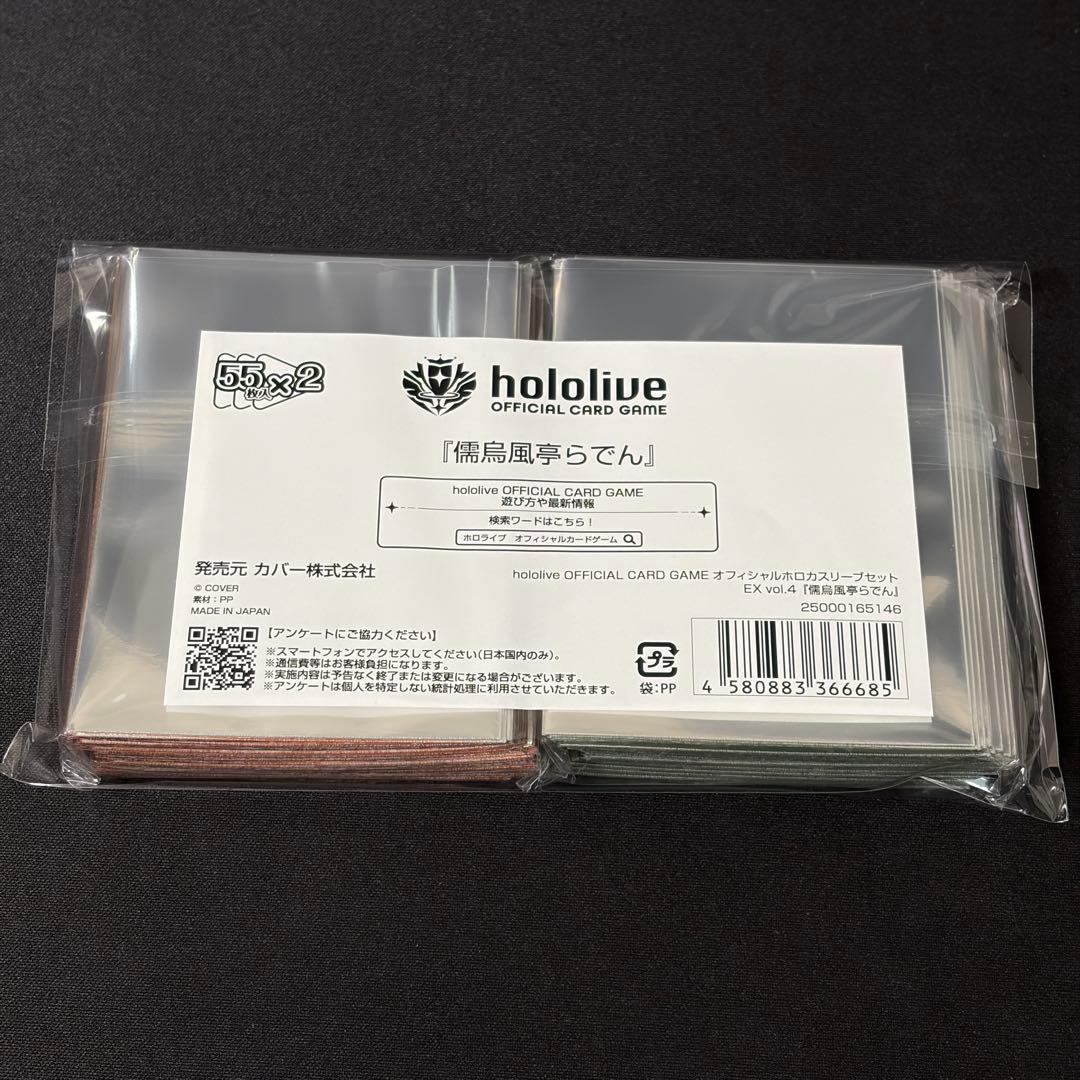 55枚入×2
hololive
OFFICIAL CARD GAME
『儒烏風亭らでん』
hololive OFFICIAL CARD GAME
遊び方や最新情報
検索ワードはこちら!
ホロライブ オフィシャルカードゲーム
発売元 カバー株式会社
© COVER
素材:PP
MADE IN JAPAN
hololive OFFICIAL CARD GAME オフィシャルホロカスリーブセット
EX vol.4『儒烏風亭らでん』
25000165146
【アンケートにご協力ください】
※スマートフォンでアクセスしてください(日本国内のみ)。
※通信費等はお客様負担になります。
※実施内容は予告なく終了または変更になる場合がございます。
※アンケートは個人を特定しない統計処理に利用させていただきます。
プラ
袋:PP
4 580883 366685